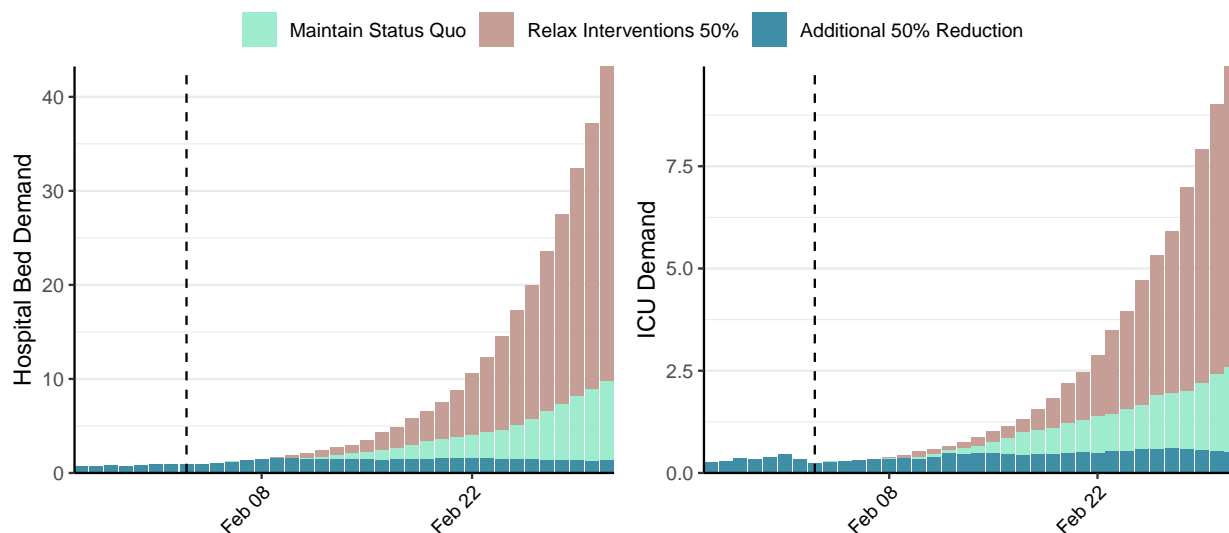 Maintain Status Quo Relax Interventions 50% Additional 50% Reduction
Hospital Bed Demand
40
30
20
10
0
Feb 08
Feb 22
ICU Demand
7.5
5.0
2.5
0.0
Feb 08
Feb 22